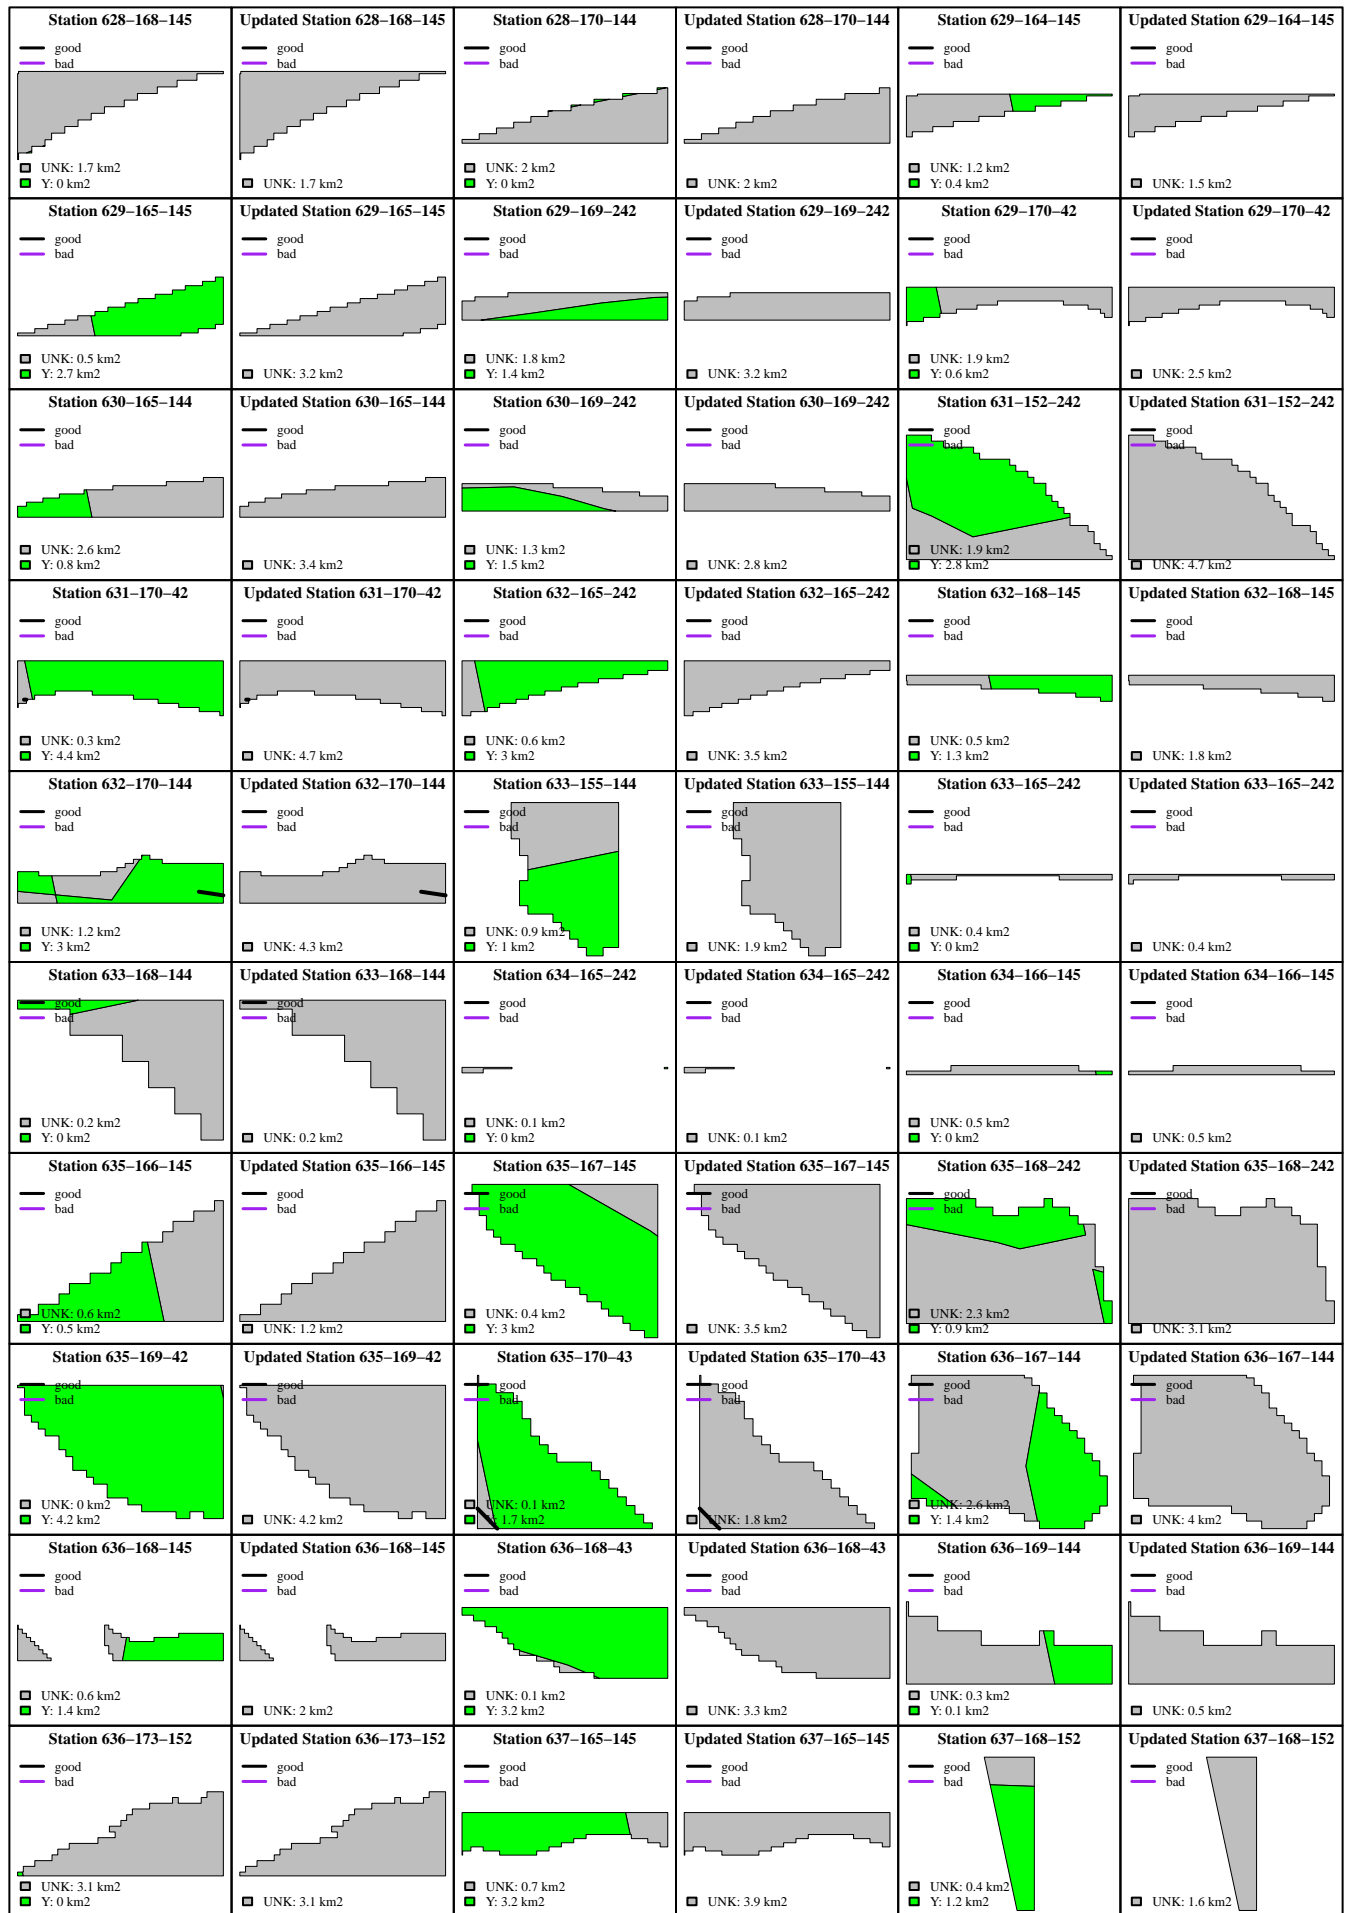 Station 628−168−145
good
bad
UNK: 1.7 km2
Y: 0 km2
Updated Station 628−168−145
good
bad
UNK: 1.7 km2
Station 628−170−144
good
bad
UNK: 2 km2
Y: 0 km2
Updated Station 628−170−144
good
bad
UNK: 2 km2
Station 629−164−145
good
bad
UNK: 1.2 km2
Y: 0.4 km2
Updated Station 629−164−145
good
bad
UNK: 1.5 km2
Station 629−165−145
good
bad
UNK: 0.5 km2
Y: 2.7 km2
Updated Station 629−165−145
good
bad
UNK: 3.2 km2
Station 629−169−242
good
bad
UNK: 1.8 km2
Y: 1.4 km2
Updated Station 629−169−242
good
bad
UNK: 3.2 km2
Station 629−170−42
good
bad
UNK: 1.9 km2
Y: 0.6 km2
Updated Station 629−170−42
good
bad
UNK: 2.5 km2
Station 630−165−144
good
bad
UNK: 2.6 km2
Y: 0.8 km2
Updated Station 630−165−144
good
bad
UNK: 3.4 km2
Station 630−169−242
good
bad
UNK: 1.3 km2
Y: 1.5 km2
Updated Station 630−169−242
good
bad
UNK: 2.8 km2
Station 631−152−242
good
bad
UNK: 1.9 km2
Y: 2.8 km2
Updated Station 631−152−242
good
bad
UNK: 4.7 km2
Station 631−170−42
good
bad
UNK: 0.3 km2
Y: 4.4 km2
Updated Station 631−170−42
good
bad
UNK: 4.7 km2
Station 632−165−242
good
bad
UNK: 0.6 km2
Y: 3 km2
Updated Station 632−165−242
good
bad
UNK: 3.5 km2
Station 632−168−145
good
bad
UNK: 0.5 km2
Y: 1.3 km2
Updated Station 632−168−145
good
bad
UNK: 1.8 km2
Station 632−170−144
good
bad
UNK: 1.2 km2
Y: 3 km2
Updated Station 632−170−144
good
bad
UNK: 4.3 km2
Station 633−155−144
good
bad
UNK: 0.9 km2
Y: 1 km2
Updated Station 633−155−144
good
bad
UNK: 1.9 km2
Station 633−165−242
good
bad
UNK: 0.4 km2
Y: 0 km2
Updated Station 633−165−242
good
bad
UNK: 0.4 km2
Station 633−168−144
good
bad
UNK: 0.2 km2
Y: 0 km2
Updated Station 633−168−144
good
bad
UNK: 0.2 km2
Station 634−165−242
good
bad
UNK: 0.1 km2
Y: 0 km2
Updated Station 634−165−242
good
bad
UNK: 0.1 km2
Station 634−166−145
good
bad
UNK: 0.5 km2
Y: 0 km2
Updated Station 634−166−145
good
bad
UNK: 0.5 km2
Station 635−166−145
good
bad
UNK: 0.6 km2
Y: 0.5 km2
Updated Station 635−166−145
good
bad
UNK: 1.2 km2
Station 635−167−145
good
bad
UNK: 0.4 km2
Y: 3 km2
Updated Station 635−167−145
good
bad
UNK: 3.5 km2
Station 635−168−242
good
bad
UNK: 2.3 km2
Y: 0.9 km2
Updated Station 635−168−242
good
bad
UNK: 3.1 km2
Station 635−169−42
good
bad
UNK: 0 km2
Y: 4.2 km2
Updated Station 635−169−42
good
bad
UNK: 4.2 km2
Station 635−170−43
good
bad
UNK: 0.1 km2
Y: 1.7 km2
Updated Station 635−170−43
good
bad
UNK: 1.8 km2
Station 636−167−144
good
bad
UNK: 2.6 km2
Y: 1.4 km2
Updated Station 636−167−144
good
bad
UNK: 4 km2
Station 636−168−145
good
bad
UNK: 0.6 km2
Y: 1.4 km2
Updated Station 636−168−145
good
bad
UNK: 2 km2
Station 636−168−43
good
bad
UNK: 0.1 km2
Y: 3.2 km2
Updated Station 636−168−43
good
bad
UNK: 3.3 km2
Station 636−169−144
good
bad
UNK: 0.3 km2
Y: 0.1 km2
Updated Station 636−169−144
good
bad
UNK: 0.5 km2
Station 636−173−152
good
bad
UNK: 3.1 km2
Y: 0 km2
Updated Station 636−173−152
good
bad
UNK: 3.1 km2
Station 637−165−145
good
bad
UNK: 0.7 km2
Y: 3.2 km2
Updated Station 637−165−145
good
bad
UNK: 3.9 km2
Station 637−168−152
good
bad
UNK: 0.4 km2
Y: 1.2 km2
Updated Station 637−168−152
good
bad
UNK: 1.6 km2